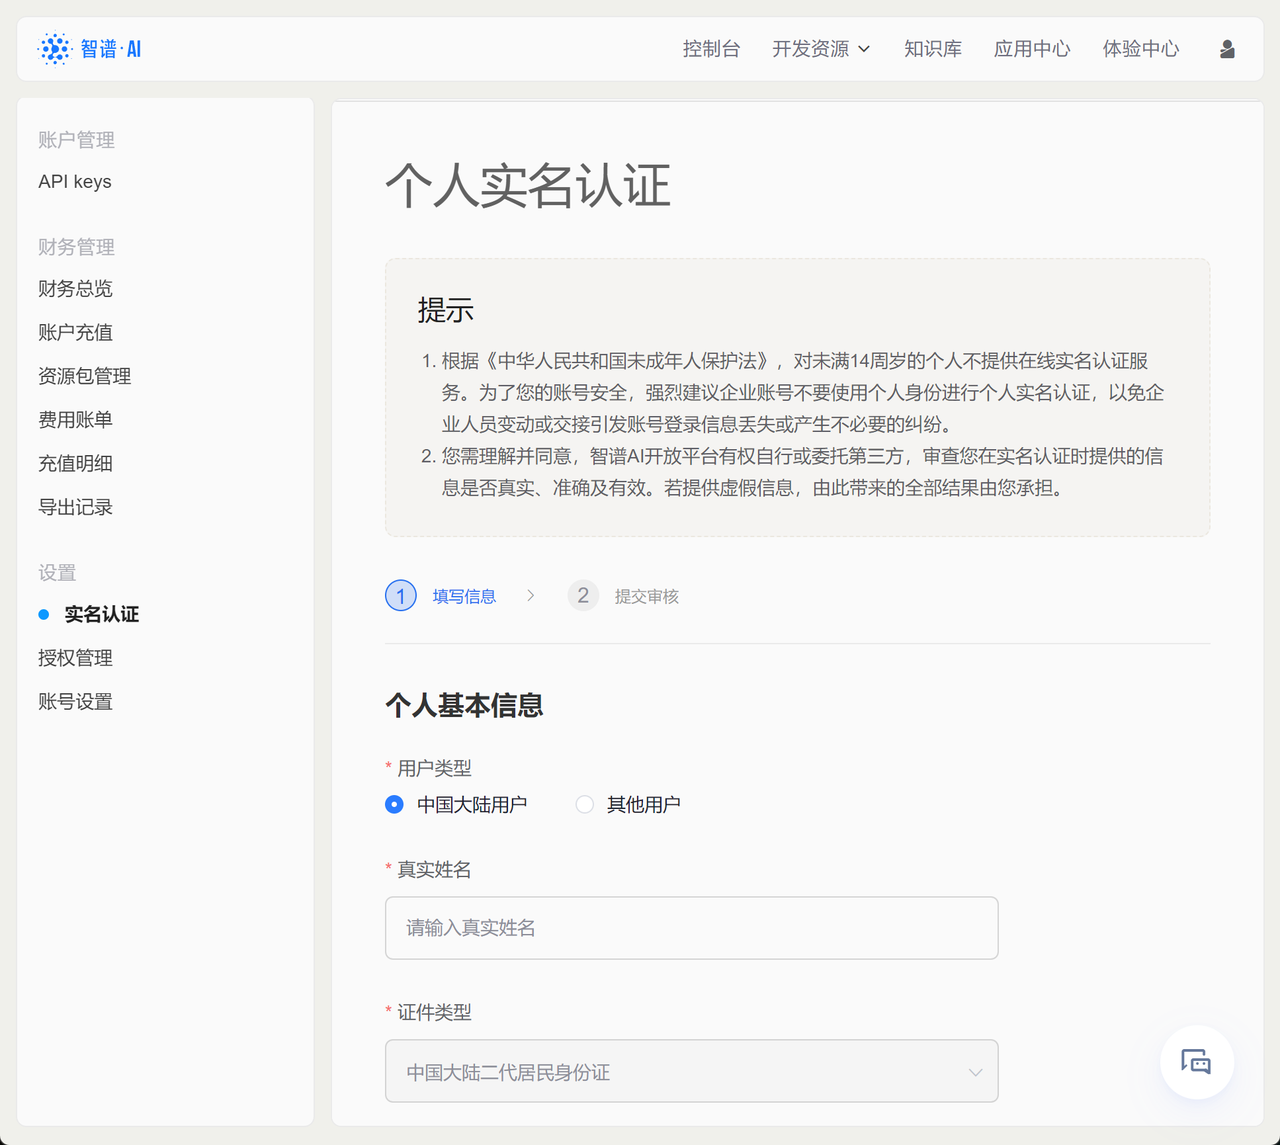 智谱·AI
控制台
开发资源
知识库
应用中心
体验中心
账户管理
API keys
财务管理
财务总览
账户充值
资源包管理
费用账单
充值明细
导出记录
设置
实名认证
授权管理
账号设置
个人实名认证
提示
1. 根据《中华人民共和国未成年人保护法》，对未满14周岁的个人不提供在线实名认证服
务。为了您的账号安全，强烈建议企业账号不要使用个人身份进行个人实名认证，以免企
业人员变动或交接引发账号登录信息丢失或产生不必要的纠纷。
2. 您需理解并同意，智谱AI开放平台有权自行或委托第三方，审查您在实名认证时提供的信
息是否真实、准确及有效。若提供虚假信息，由此带来的全部结果由您承担。
1 填写信息
2 提交审核
个人基本信息
* 用户类型
中国大陆用户
其他用户
* 真实姓名
请输入真实姓名
* 证件类型
中国大陆二代居民身份证